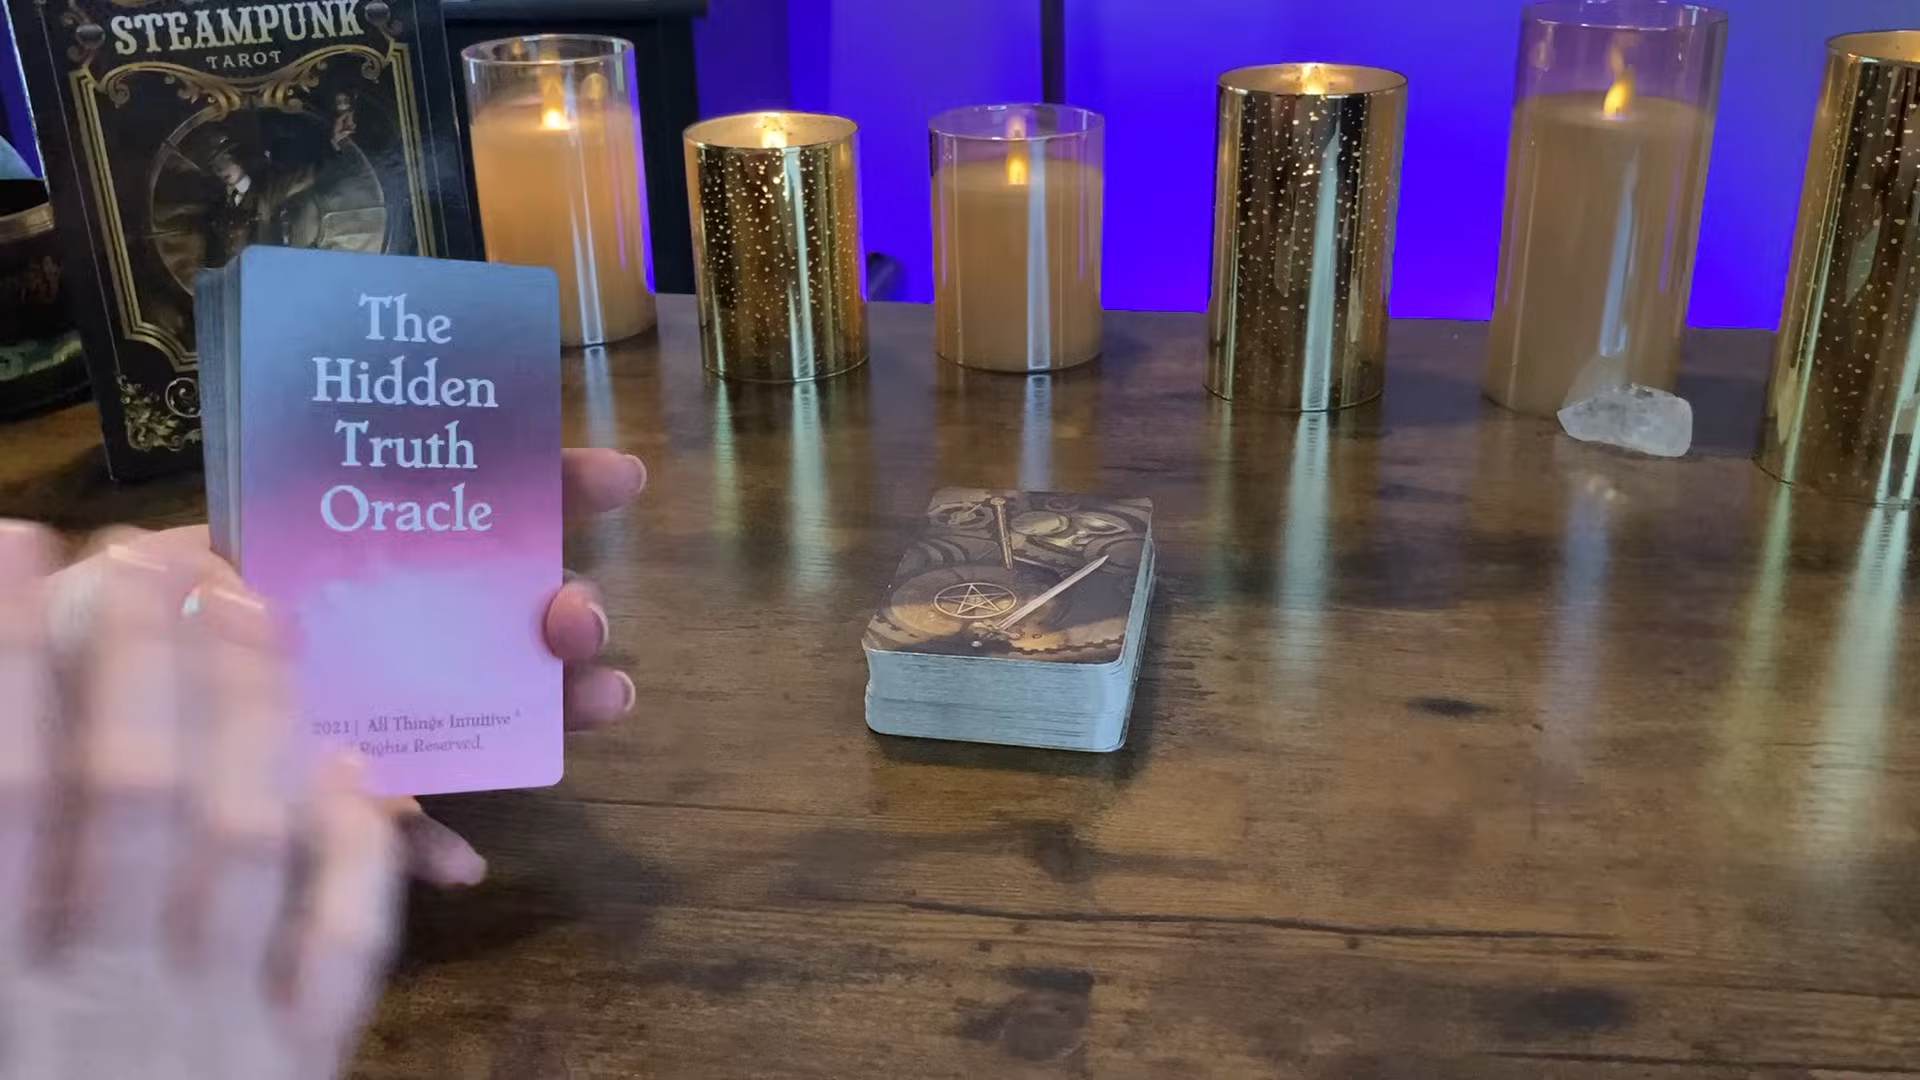 STEAMPUNK
TAROT
The
Hidden
Truth
Oracle
2021 | All Things Intuitive
Rights Reserved.